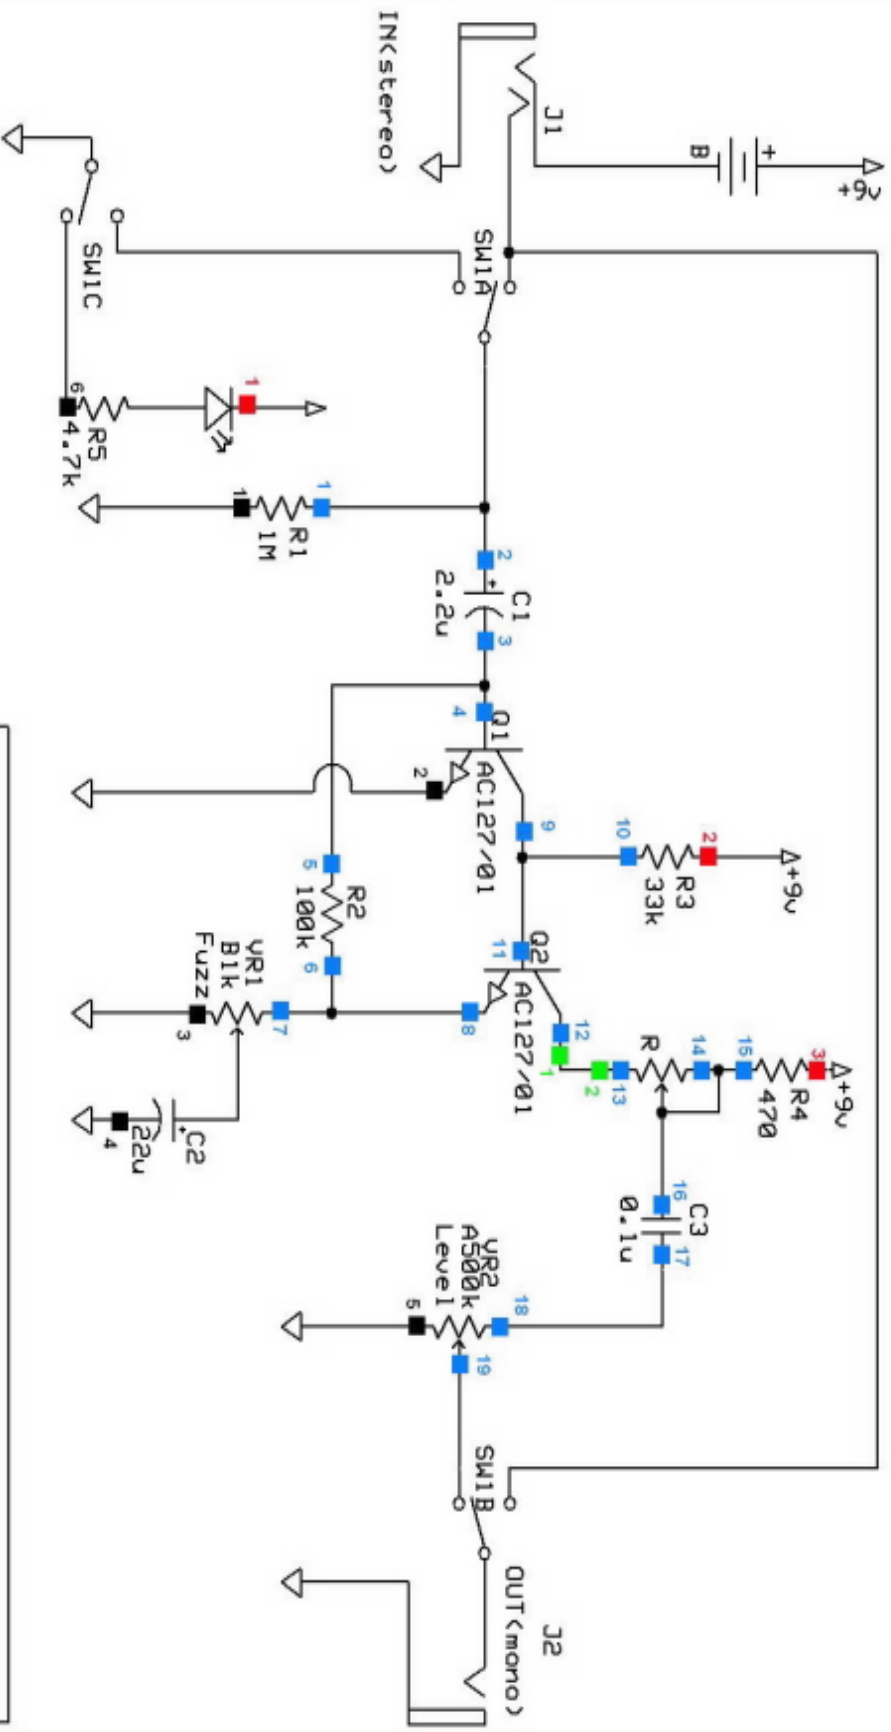 IN(stereo)
J1
B
+
+9v
SW1A
SW1C
1
6
R5
4.7k
1
1
R1
1M
2
+
C1
2.2u
3
4
Q1
AC127/01
2
9
10
2
R3
33k
+9v
5
R2
100k
6
11
Q2
AC127/01
8
12
1
2
13
R
14
15
3
R4
470
+9v
VR1
B1k
Fuzz
7
3
+
C2
22u
4
16
C3
0.1u
17
VR2
A500k
Level
18
5
19
SW1B
OUT(mono)
J2